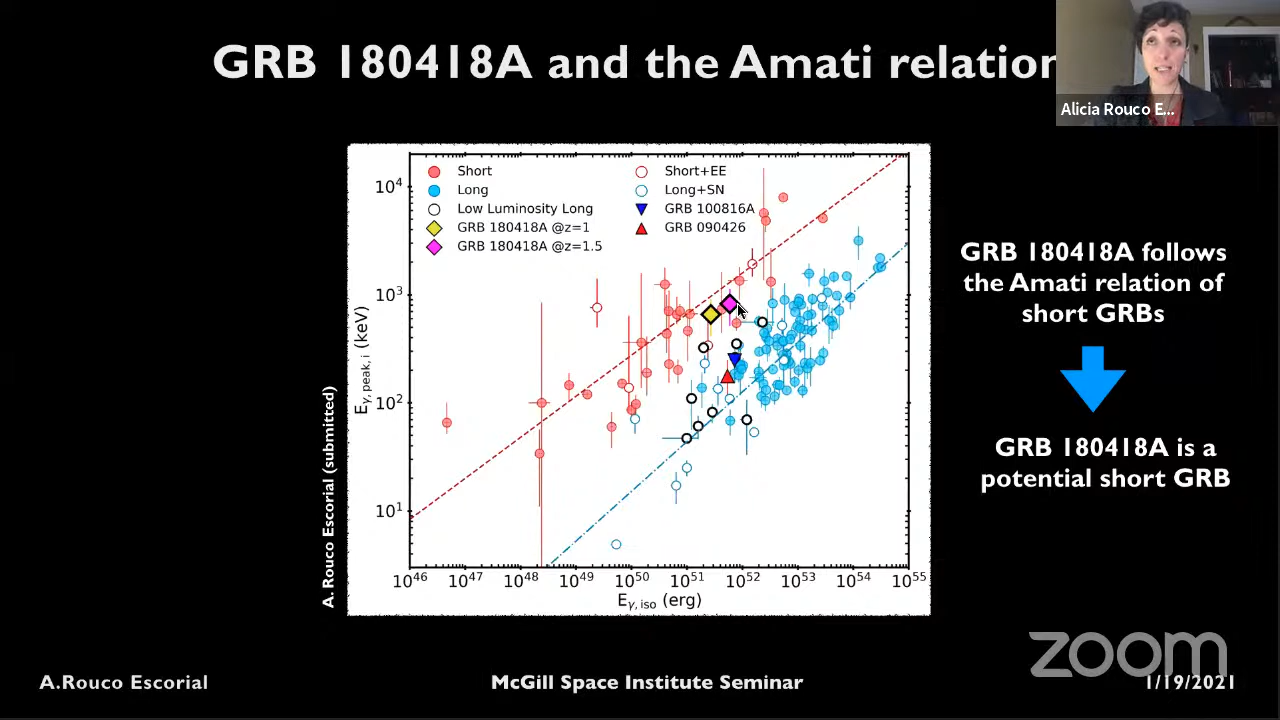 GRB 180418A and the Amati relation
Alicia Rouco E...
Short
Long
Low Luminosity Long
GRB 180418A @z=1
GRB 180418A @z=1.5
Short+EE
Long+SN
GRB 100816A
GRB 090426
10⁴
10³
10²
10¹
Eγ,peak,i (keV)
10⁴⁶ 10⁴⁷ 10⁴⁸ 10⁴⁹ 10⁵⁰ 10⁵¹ 10⁵² 10⁵³ 10⁵⁴ 10⁵⁵
Eγ,iso (erg)
A. Rouco Escorial (submitted)
GRB 180418A follows
the Amati relation of
short GRBs
GRB 180418A is a
potential short GRB
zoom
A.Rouco Escorial
McGill Space Institute Seminar
1/19/2021